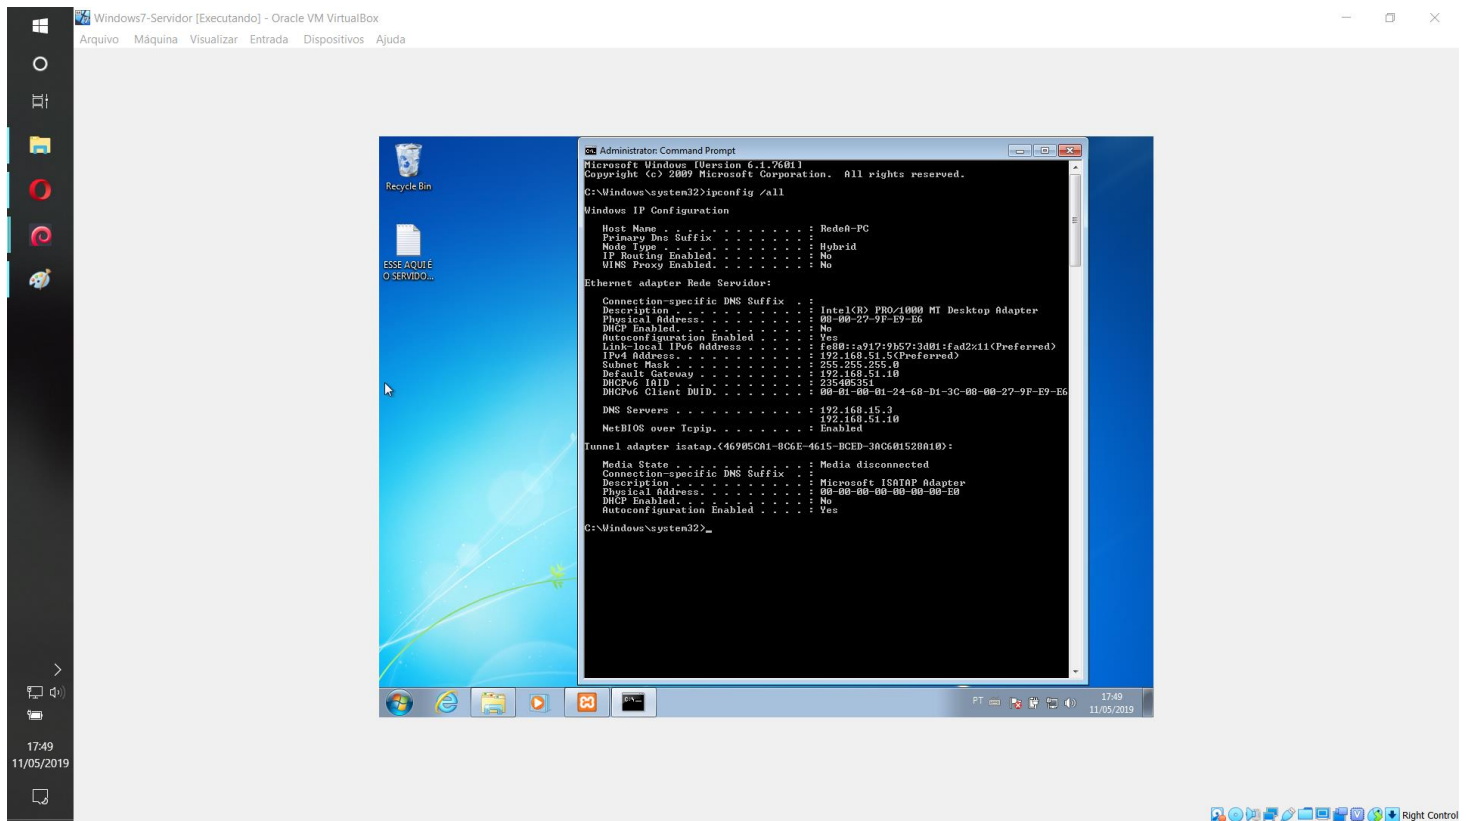 Windows7-Servidor [Executando] - Oracle VM VirtualBox
Arquivo Máquina Visualizar Entrada Dispositivos Ajuda
Recycle Bin
ESSE AQUI É
O SERVIDO...
Administrator: Command Prompt
Microsoft Windows [Version 6.1.7601]
Copyright (c) 2009 Microsoft Corporation. All rights reserved.
C:\Windows\system32>ipconfig /all
Windows IP Configuration
Host Name . . . . . . . . . . . . : RedeA-PC
Primary Dns Suffix . . . . . . . :
Node Type . . . . . . . . . . . . : Hybrid
IP Routing Enabled. . . . . . . . : No
WINS Proxy Enabled. . . . . . . . : No
Ethernet adapter Rede Servidor:
Connection-specific DNS Suffix . :
Description . . . . . . . . . . . : Intel(R) PRO/1000 MT Desktop Adapter
Physical Address. . . . . . . . . : 08-00-27-9F-E9-E6
DHCP Enabled. . . . . . . . . . . : No
Autoconfiguration Enabled . . . . : Yes
Link-local IPv6 Address . . . . . : fe80::a917:9b57:3d01:fad2%11(Preferred)
IPv4 Address. . . . . . . . . . . : 192.168.51.5(Preferred)
Subnet Mask . . . . . . . . . . . : 255.255.255.0
Default Gateway . . . . . . . . . : 192.168.51.10
DHCPv6 IAID . . . . . . . . . . . : 235405351
DHCPv6 Client DUID. . . . . . . . : 00-01-00-01-24-68-D1-3C-08-00-27-9F-E9-E6
DNS Servers . . . . . . . . . . . : 192.168.15.3
192.168.51.10
NetBIOS over Tcpip. . . . . . . . : Enabled
Tunnel adapter isatap.{46905CA1-8C6E-4615-BCED-3AC601528A10}:
Media State . . . . . . . . . . . : Media disconnected
Connection-specific DNS Suffix . :
Description . . . . . . . . . . . : Microsoft ISATAP Adapter
Physical Address. . . . . . . . . : 00-00-00-00-00-00-00-E0
DHCP Enabled. . . . . . . . . . . : No
Autoconfiguration Enabled . . . . : Yes
C:\Windows\system32>_
PT
17:49
11/05/2019
17:49
11/05/2019
Right Control